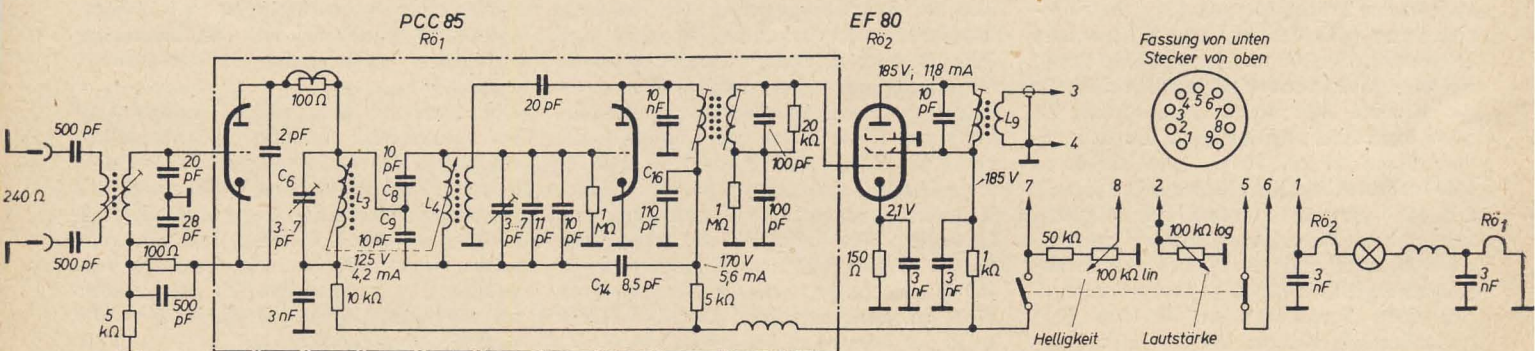 PCC 85
Rö1
EF 80
Rö2
Fassung von unten
Stecker von oben
1
2
3
4
5
6
7
8
9
240 Ω
500 pF
500 pF
20
pF
28
pF
100 Ω
500
pF
5
kΩ
100 Ω
2 pF
C6
3...7
pF
L3
3 nF
125 V
4,2 mA
10 kΩ
10
pF
C8
C9
10 pF
L4
20 pF
3...7
pF
11
pF
10
pF
1
MΩ
C14
8,5 pF
10
nF
C16
110
pF
170 V
5,6 mA
5 kΩ
1
MΩ
100 pF
100
pF
20
kΩ
185 V; 11,8 mA
10
pF
L9
3
4
185 V
2,1 V
150
Ω
3
nF
3
nF
1
kΩ
7
8
2
5
6
1
50 kΩ
100 kΩ lin
100 kΩ log
Helligkeit
Lautstärke
Rö2
3
nF
Rö1
3
nF